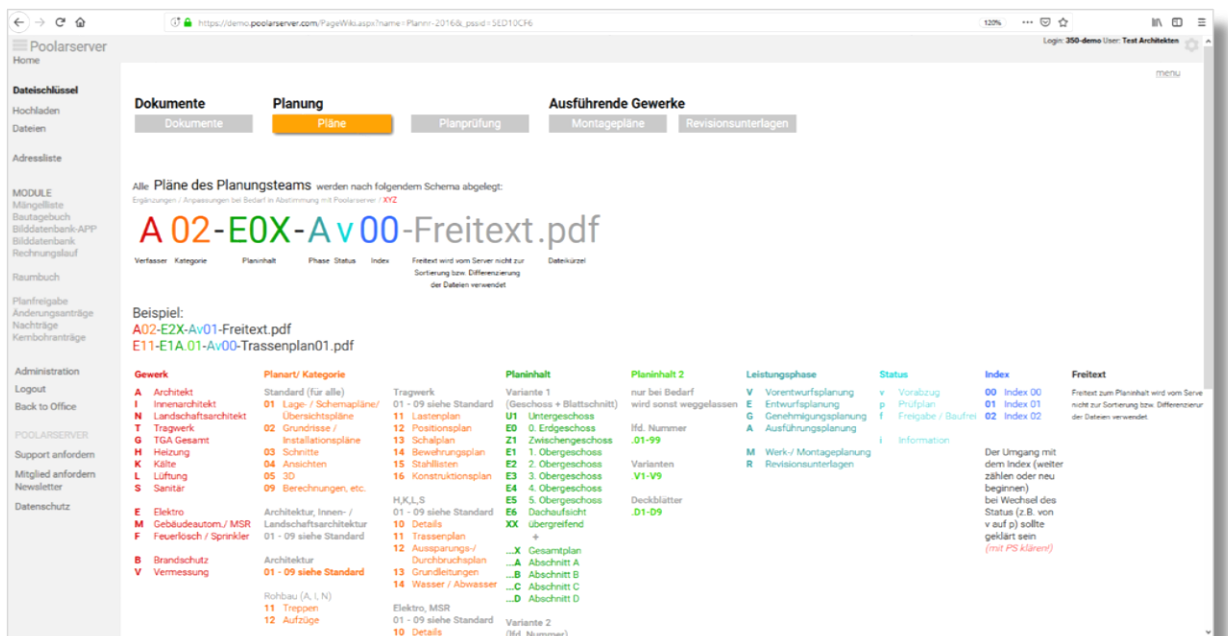 https://demo.poolarserver.com/PageWiki.aspx?name=Plannr-2016&_pssid=5ED10CF6
120%
Poolarserver
Login: 350-demo User: Test Architekten
Home
menu
Dateischlüssel
Hochladen
Dateien
Adressliste
MODULE
Mängelliste
Bautagebuch
Bilddatenbank-APP
Bilddatenbank
Rechnungslauf
Raumbuch
Planfreigabe
Änderungsanträge
Nachträge
Kernbohranträge
Administration
Logout
Back to Office
POOLARSERVER
Support anfordern
Mitglied anfordern
Newsletter
Datenschutz
Dokumente Planung Ausführende Gewerke
Dokumente Pläne Planprüfung Montagepläne Revisionsunterlagen
Alle Pläne des Planungsteams werden nach folgendem Schema abgelegt:
Ergänzungen / Anpassungen bei Bedarf in Abstimmung mit Poolarserver / XYZ
A 02-E0X-Av00-Freitext.pdf
Verfasser Kategorie Planinhalt Phase Status Index Freitext wird vom Server nicht zur Dateikürzel
Sortierung bzw. Differenzierung
der Dateien verwendet
Beispiel:
A02-E2X-Av01-Freitext.pdf
E11-E1A.01-Av00-Trassenplan01.pdf
Gewerk
A Architekt
I Innenarchitekt
N Landschaftsarchitekt
T Tragwerk
G TGA Gesamt
H Heizung
K Kälte
L Lüftung
S Sanitär
E Elektro
M Gebäudeautom./ MSR
F Feuerlösch / Sprinkler
B Brandschutz
V Vermessung
Planart/ Kategorie
Standard (für alle)
01 Lage- / Schemapläne/
Übersichtspläne
02 Grundrisse /
Installationspläne
03 Schnitte
04 Ansichten
05 3D
09 Berechnungen, etc.
Architektur, Innen- /
Landschaftsarchitektur
01 - 09 siehe Standard
Architektur
01 - 09 siehe Standard
Rohbau (A, I, N)
11 Treppen
12 Aufzüge
Tragwerk
01 - 09 siehe Standard
11 Lastenplan
12 Positionsplan
13 Schalplan
14 Bewehrungsplan
15 Stahllisten
16 Konstruktionsplan
H,K,L,S
01 - 09 siehe Standard
10 Details
11 Trassenplan
12 Aussparungs-/
Durchbruchsplan
13 Grundleitungen
14 Wasser / Abwasser
Elektro, MSR
01 - 09 siehe Standard
10 Details
Planinhalt
Variante 1
(Geschoss + Blattschnitt)
U1 Untergeschoss
E0 0. Erdgeschoss
Z1 Zwischengeschoss
E1 1. Obergeschoss
E2 2. Obergeschoss
E3 3. Obergeschoss
E4 4. Obergeschoss
E5 5. Obergeschoss
E6 Dachaufsicht
XX übergreifend
+
...X Gesamtplan
...A Abschnitt A
...B Abschnitt B
...C Abschnitt C
...D Abschnitt D
Variante 2
(lfd. Nummer)
Planinhalt 2
nur bei Bedarf
wird sonst weggelassen
lfd. Nummer
.01-99
Varianten
.V1-V9
Deckblätter
.D1-D9
Leistungsphase
V Vorentwurfsplanung
E Entwurfsplanung
G Genehmigungsplanung
A Ausführungsplanung
M Werk-/ Montageplanung
R Revisionsunterlagen
Status
v Vorabzug
p Prüfplan
f Freigabe / Baufrei
i Information
Index
00 Index 00
01 Index 01
02 Index 02
Der Umgang mit
dem Index (weiter
zählen oder neu
beginnen)
bei Wechsel des
Status (z.B. von
v auf p) sollte
geklärt sein
(mit PS klären!)
Freitext
Freitext zum Planinhalt wird vom Serve
nicht zur Sortierung bzw. Differenzierun
der Dateien verwendet